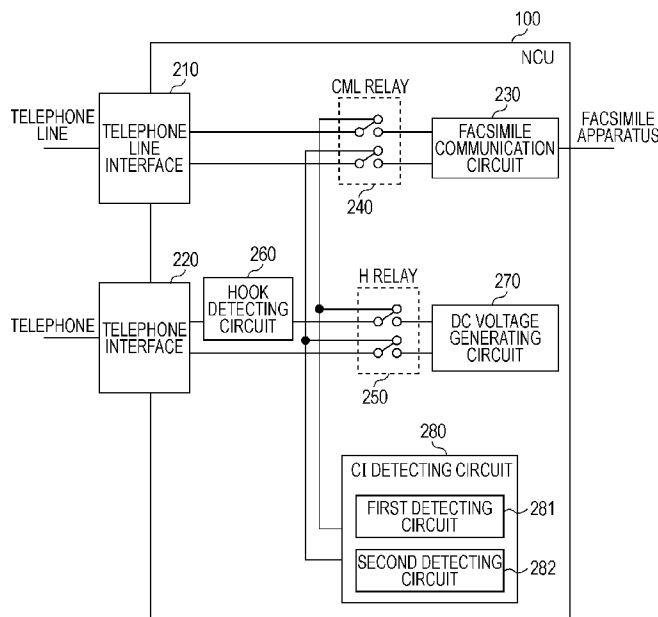 100
NCU
210
TELEPHONE
LINE
TELEPHONE
LINE
INTERFACE
CML RELAY
240
230
FACSIMILE
COMMUNICATION
CIRCUIT
FACSIMILE
APPARATUS
220
TELEPHONE
TELEPHONE
INTERFACE
260
HOOK
DETECTING
CIRCUIT
H RELAY
250
270
DC VOLTAGE
GENERATING
CIRCUIT
280
CI DETECTING CIRCUIT
FIRST DETECTING
CIRCUIT
281
SECOND DETECTING
CIRCUIT
282